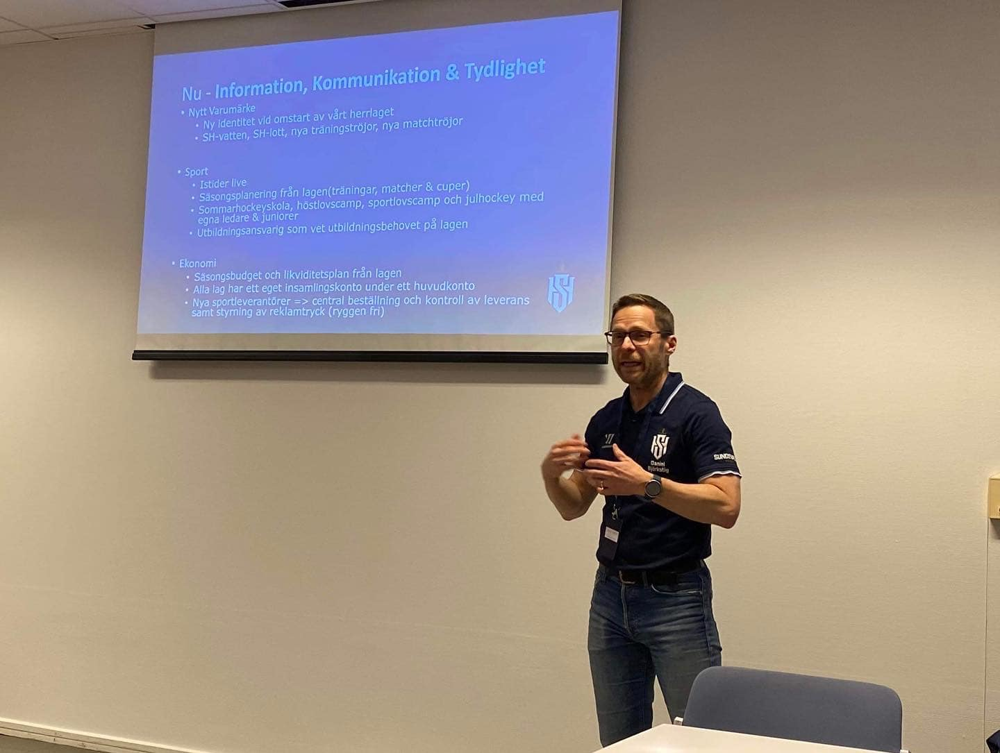 Nu - Information, Kommunikation & Tydlighet
• Nytt Varumärke
• Ny identitet vid omstart av vårt herrlaget
• SH-vatten, SH-lott, nya träningströjor, nya matchtröjor
• Sport
• Istider live
• Säsongsplanering från lagen(träningar, matcher & cuper)
• Sommarhockeyskola, höstlovscamp, sportlovscamp och julhockey med
egna ledare & juniorer
• Utbildningsansvarig som vet utbildningsbehovet på lagen
• Ekonomi
• Säsongsbudget och likviditetsplan från lagen
• Alla lag har ett eget insamlingskonto under ett huvudkonto
• Nya sportleverantörer => central beställning och kontroll av leverans
samt styrning av reklamtryck (ryggen fri)
SH
SH
Daniel
Björkstig